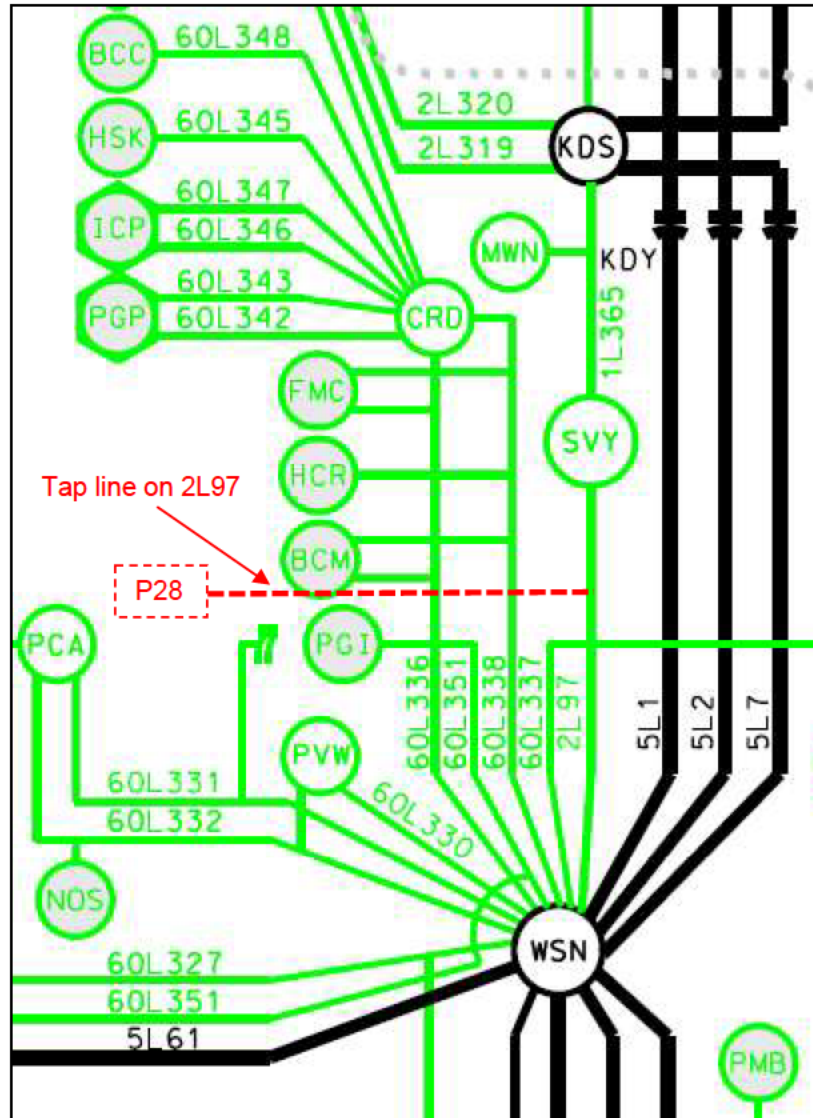 BCC
60L348
HSK
60L345
2L320
2L319
KDS
ICP
60L347
60L346
MWN
KDY
PGP
60L343
60L342
CRD
1L365
FMC
SVY
HCR
Tap line on 2L97
BCM
P28
PCA
PGI
60L336
60L351
60L338
60L337
2L97
5L1
5L2
5L7
PVW
60L331
60L332
60L330
NOS
WSN
60L327
60L351
5L61
PMB